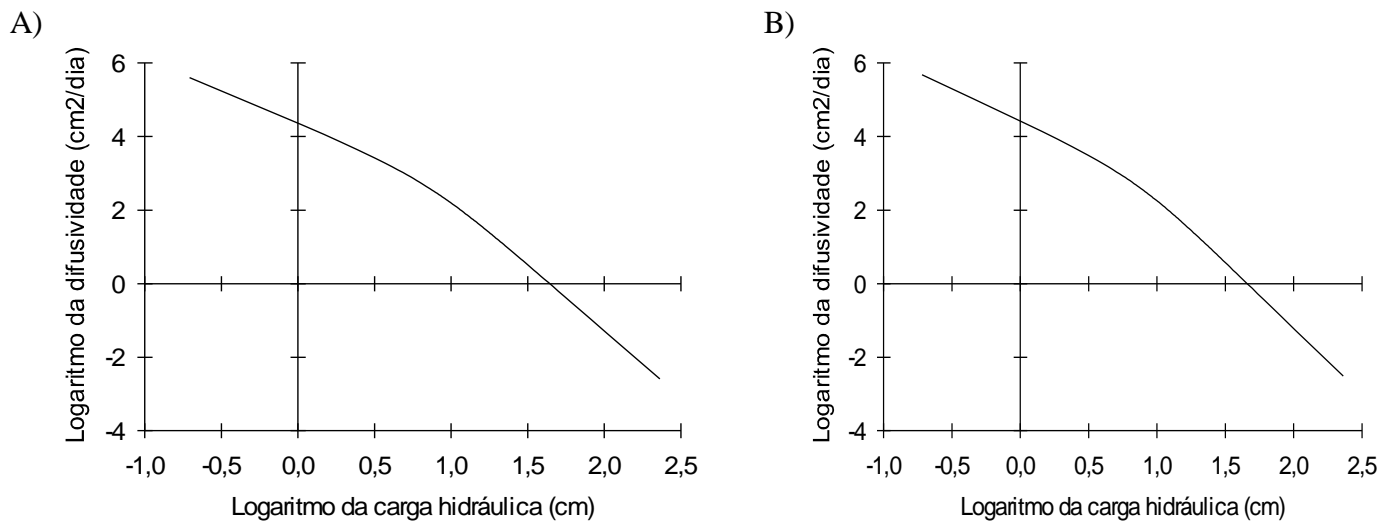 A)
Logaritmo da difusividade (cm2/dia)
6
4
2
0
-2
-4
-1,0 -0,5 0,0 0,5 1,0 1,5 2,0 2,5
Logaritmo da carga hidráulica (cm)
B)
Logaritmo da difusividade (cm2/dia)
6
4
2
0
-2
-4
-1,0 -0,5 0,0 0,5 1,0 1,5 2,0 2,5
Logaritmo da carga hidráulica (cm)